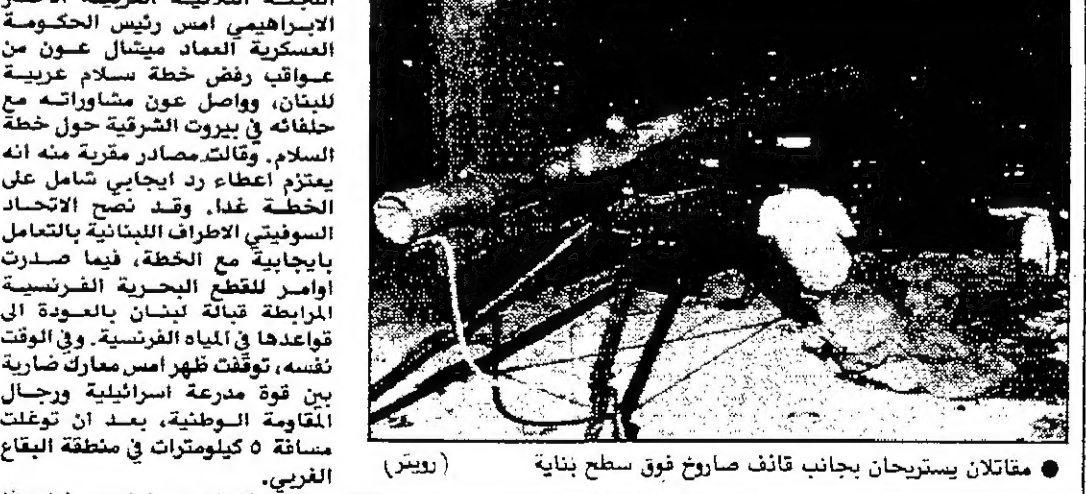 اللجنة الثلاثية العربية الاخضر
الابراهيمي امس رئيس الحكومة
العسكرية العماد ميشال عون من
عواقب رفض خطة سلام عربية
للبنان، وواصل عون مشاوراته مع
حلفائه في بيروت الشرقية حول خطة
السلام. وقالت مصادر مقربة منه انه
يعتزم اعطاء رد ايجابي شامل على
الخطة غدا. وقد نصح الاتحاد
السوفيتي الاطراف اللبنانية بالتعامل
بايجابية مع الخطة، فيما صدرت
اوامر للقطع البحرية الفرنسية
المرابطة قبالة لبنان بالعودة الى
قواعدها في المياه الفرنسية. وفي الوقت
نفسه، توقفت ظهر امس معارك ضارية
بين قوة مدرعة اسرائيلية ورجال
المقاومة الوطنية، بعد ان توغلت
مسافة ٥ كيلومترات في منطقة البقاع
الغربي.
● مقاتلان يستريحان بجانب قاذف صاروخ فوق سطح بناية (رويتر)